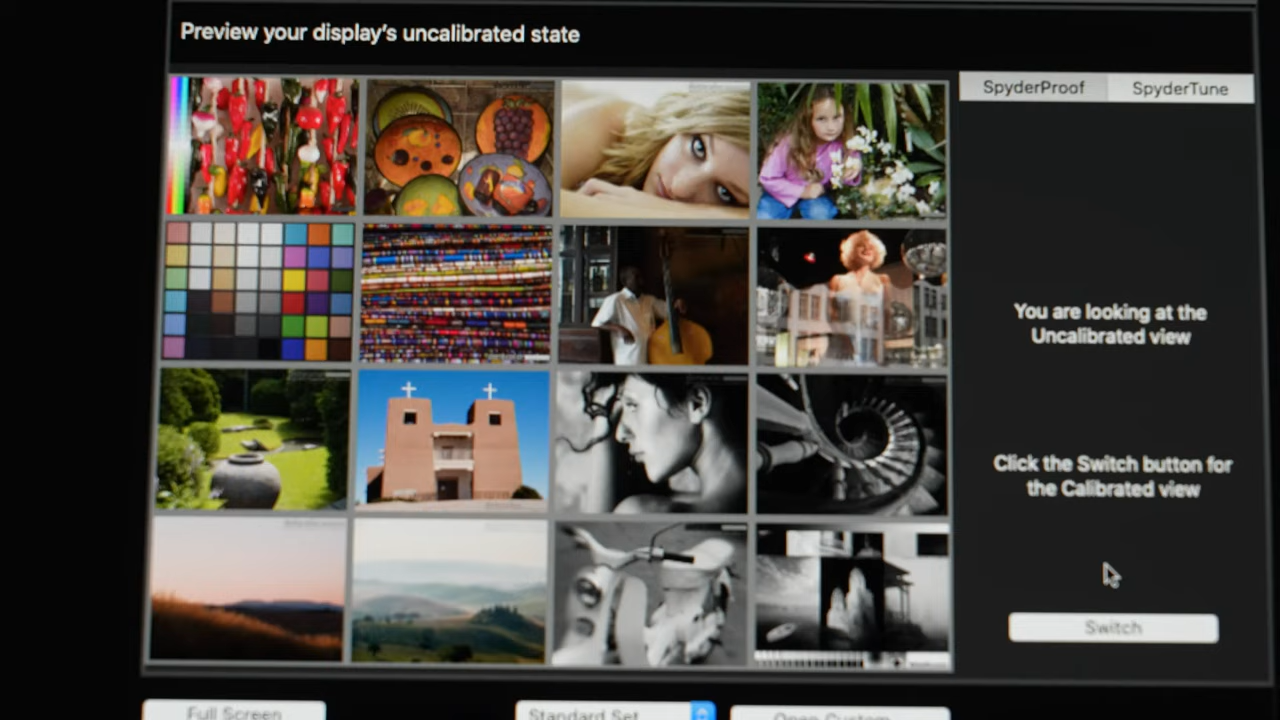 Preview your display's uncalibrated state
SpyderProof
SpyderTune
You are looking at the
Uncalibrated view
Click the Switch button for
the Calibrated view
Switch
Full Screen
Standard Set
Open Custom